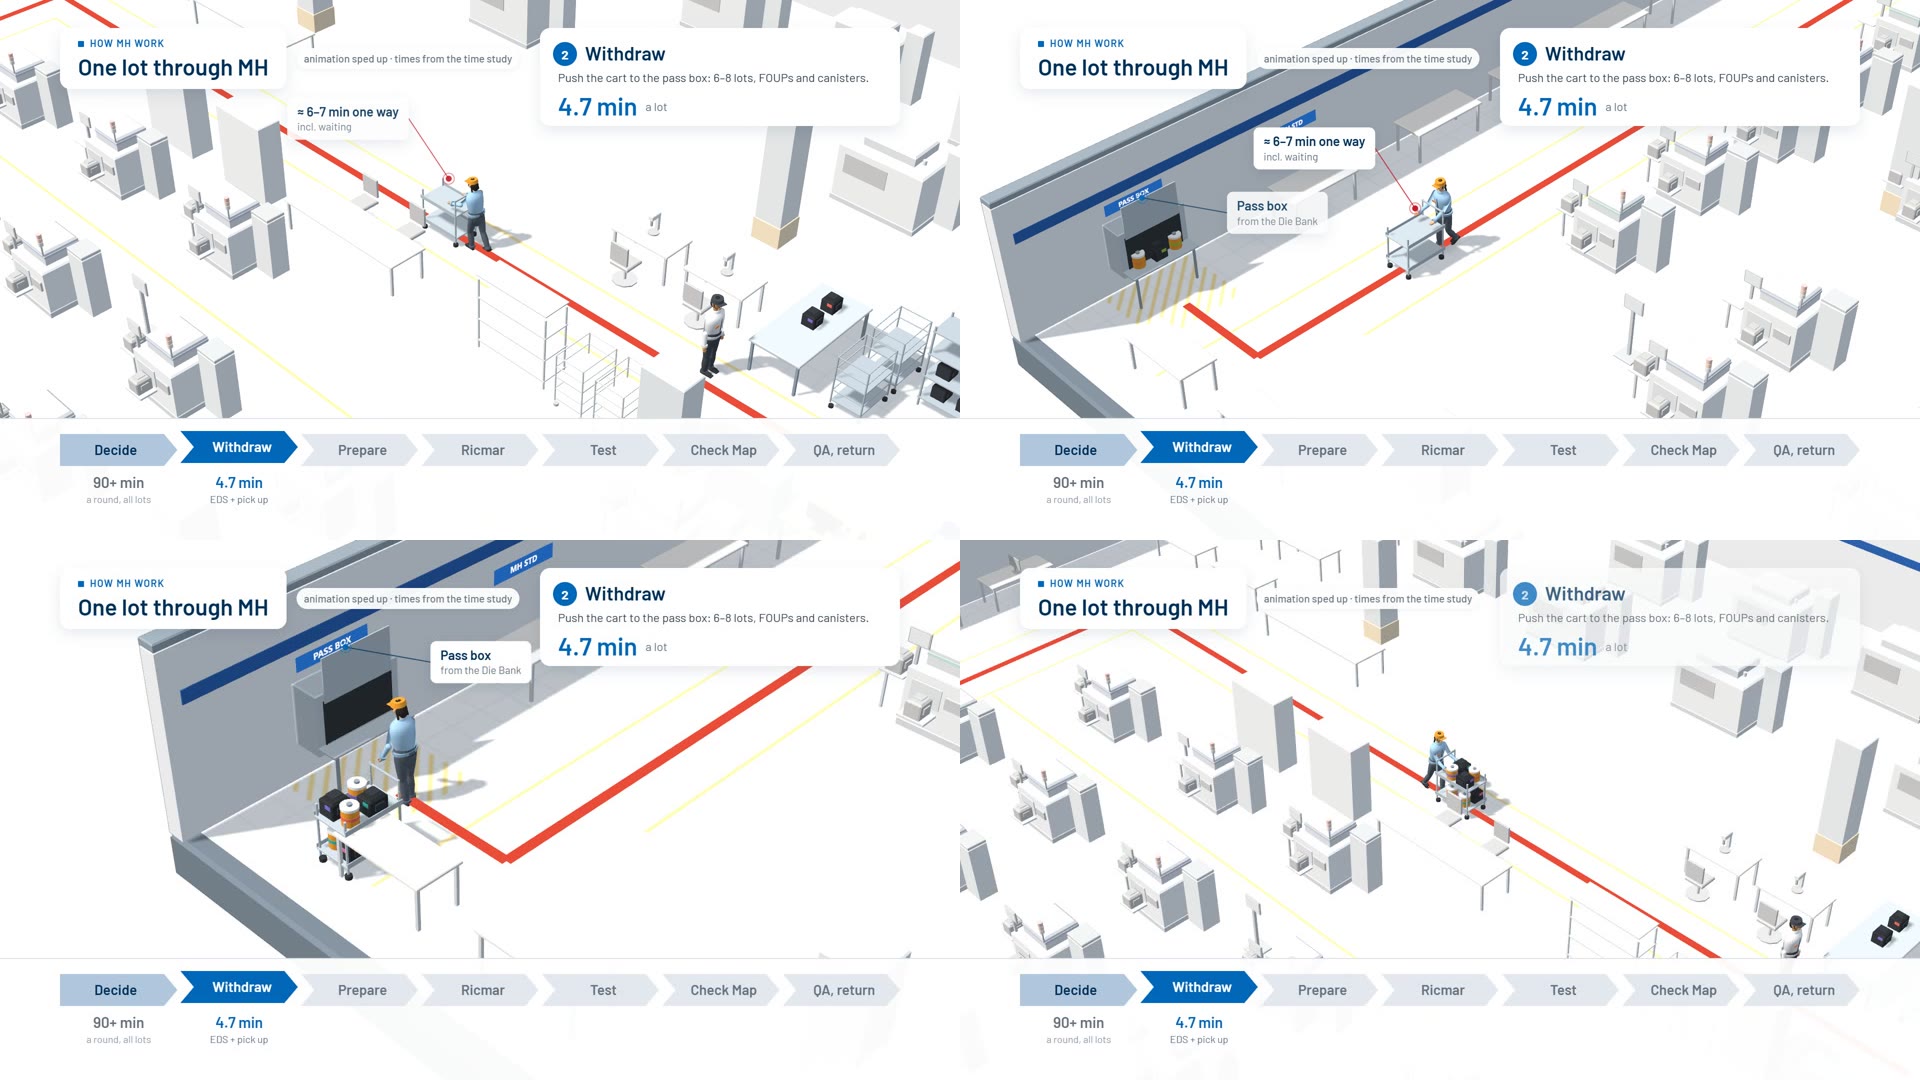 HOW MH WORK
One lot through MH
animation sped up · times from the time study
2 Withdraw
Push the cart to the pass box: 6–8 lots, FOUPs and canisters.
4.7 min a lot
≈ 6–7 min one way
incl. waiting
Decide
Withdraw
Prepare
Ricmar
Test
Check Map
QA, return
90+ min
a round, all lots
4.7 min
EDS + pick up
HOW MH WORK
One lot through MH
animation sped up · times from the time study
2 Withdraw
Push the cart to the pass box: 6–8 lots, FOUPs and canisters.
4.7 min a lot
STD
≈ 6–7 min one way
incl. waiting
PASS BOX
Pass box
from the Die Bank
Decide
Withdraw
Prepare
Ricmar
Test
Check Map
QA, return
90+ min
a round, all lots
4.7 min
EDS + pick up
MH STD
HOW MH WORK
One lot through MH
animation sped up · times from the time study
2 Withdraw
Push the cart to the pass box: 6–8 lots, FOUPs and canisters.
4.7 min a lot
PASS BOX
Pass box
from the Die Bank
Decide
Withdraw
Prepare
Ricmar
Test
Check Map
QA, return
90+ min
a round, all lots
4.7 min
EDS + pick up
HOW MH WORK
One lot through MH
animation sped up · times from the time study
2 Withdraw
Push the cart to the pass box: 6–8 lots, FOUPs and canisters.
4.7 min a lot
Decide
Withdraw
Prepare
Ricmar
Test
Check Map
QA, return
90+ min
a round, all lots
4.7 min
EDS + pick up